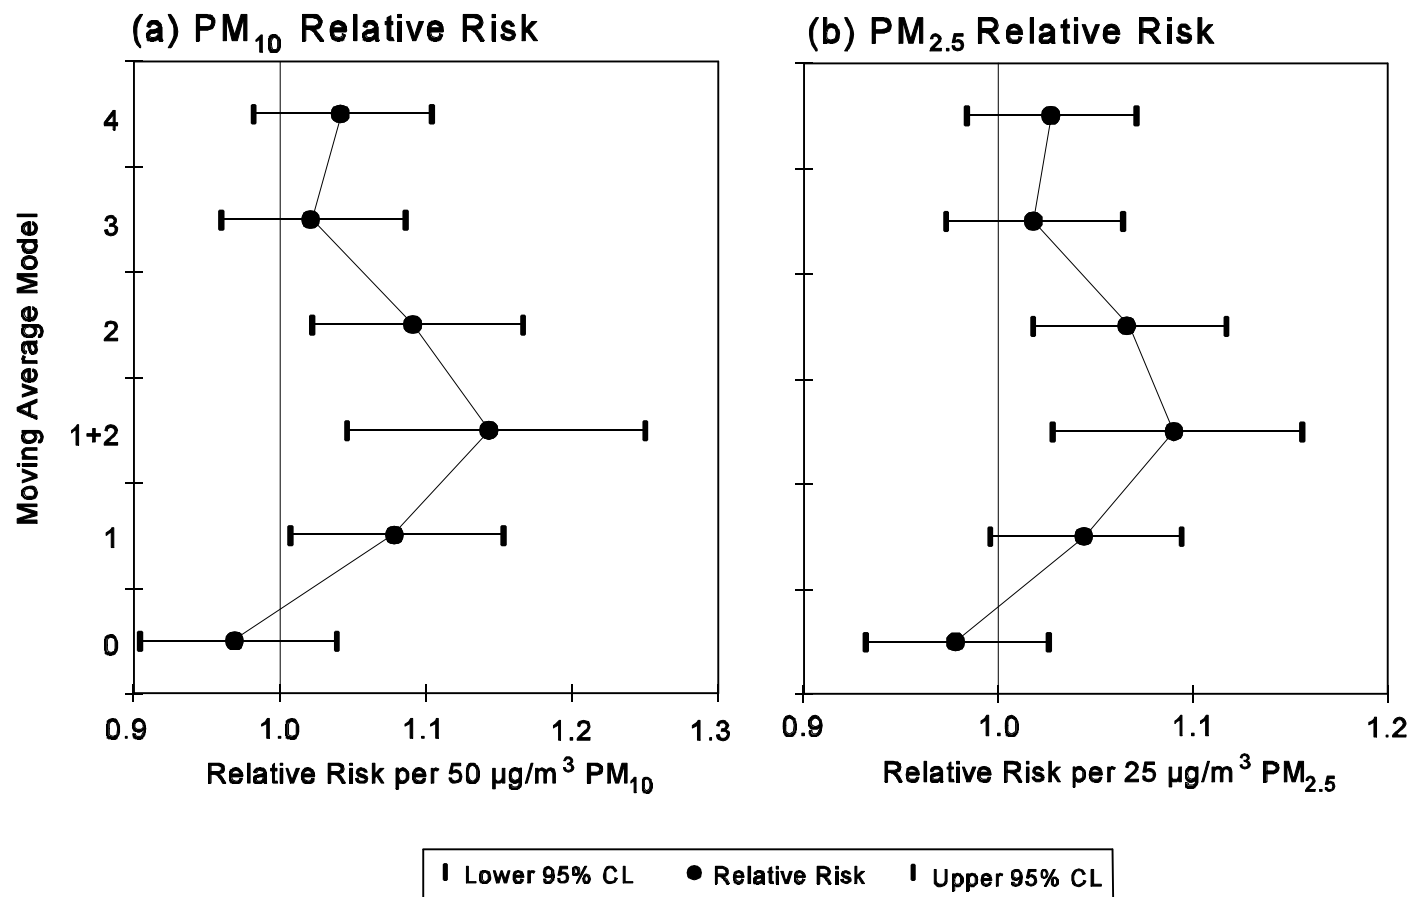 (a) PM10 Relative Risk
(b) PM2.5 Relative Risk
Moving Average Model
4
3
2
1+2
1
0
0.9 1.0 1.1 1.2 1.3
0.9 1.0 1.1 1.2
Relative Risk per 50 µg/m3 PM10
Relative Risk per 25 µg/m3 PM2.5
Lower 95% CL Relative Risk Upper 95% CL